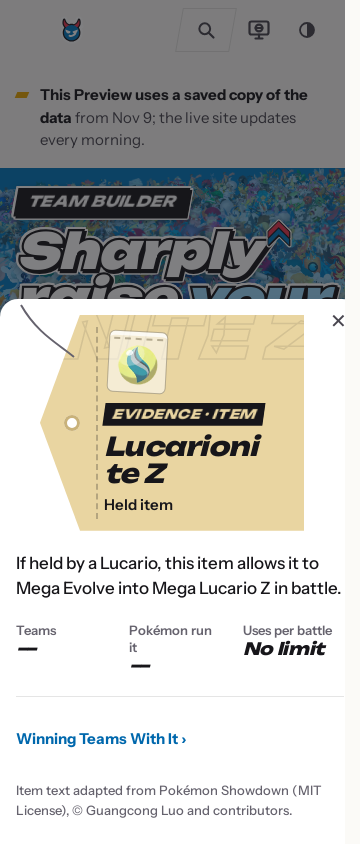 This Preview uses a saved copy of the
data from Nov 9; the live site updates
every morning.
TEAM BUILDER
Sharply
raise your
EVIDENCE · ITEM
Lucarioni
te Z
Held item
If held by a Lucario, this item allows it to
Mega Evolve into Mega Lucario Z in battle.
Teams
—
Pokémon run
it
—
Uses per battle
No limit
Winning Teams With It ›
Item text adapted from Pokémon Showdown (MIT
License), © Guangcong Luo and contributors.